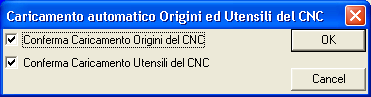 Caricamento automatico Origini ed Utensili del CNC
Conferma Caricamento Origini del CNC
OK
Conferma Caricamento Utensili del CNC
Cancel